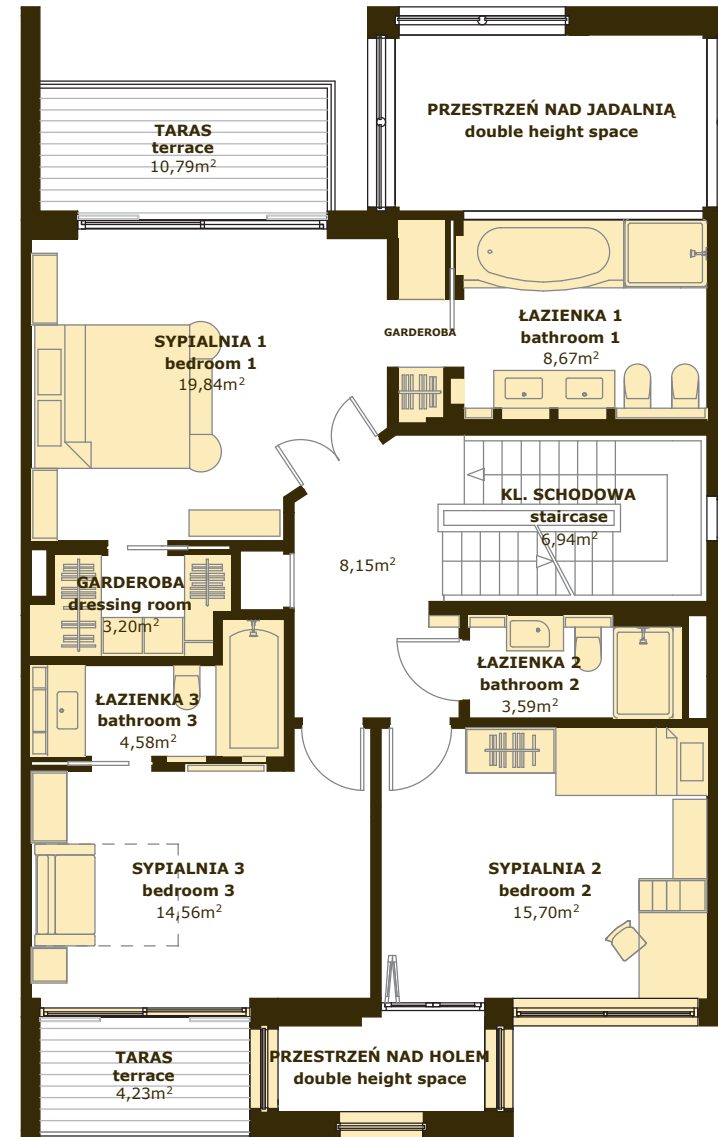 PRZESTRZEŃ NAD JADALNIĄ
double height space
TARAS
terrace
10,79m²
ŁAZIENKA 1
bathroom 1
8,67m²
GARDEROBA
SYPIALNIA 1
bedroom 1
19,84m²
KL. SCHODOWA
staircase
6,94m²
8,15m²
GARDEROBA
dressing room
3,20m²
ŁAZIENKA 2
bathroom 2
3,59m²
ŁAZIENKA 3
bathroom 3
4,58m²
SYPIALNIA 3
bedroom 3
14,56m²
SYPIALNIA 2
bedroom 2
15,70m²
TARAS
terrace
4,23m²
PRZESTRZEŃ NAD HOLEM
double height space